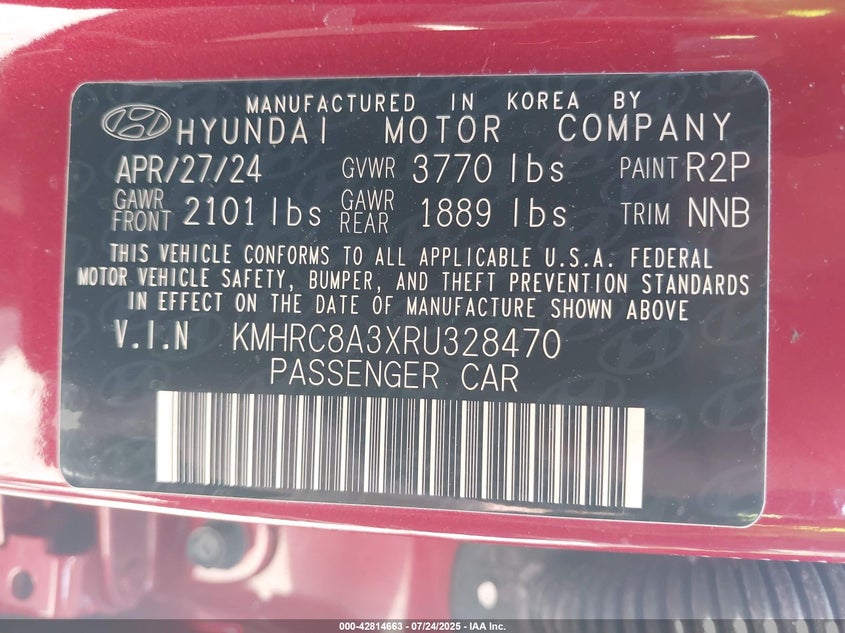 MANUFACTURED IN KOREA BY
HYUNDAI MOTOR COMPANY
APR/27/24 GVWR 3770 lbs PAINT R2P
GAWR FRONT 2101 lbs GAWR REAR 1889 lbs TRIM NNB
THIS VEHICLE CONFORMS TO ALL APPLICABLE U.S.A. FEDERAL
MOTOR VEHICLE SAFETY, BUMPER, AND THEFT PREVENTION STANDARDS
IN EFFECT ON THE DATE OF MANUFACTURE SHOWN ABOVE
V.I.N KMHRC8A3XRU328470
PASSENGER CAR
000-42814663 - 07/24/2025 - IAA Inc.